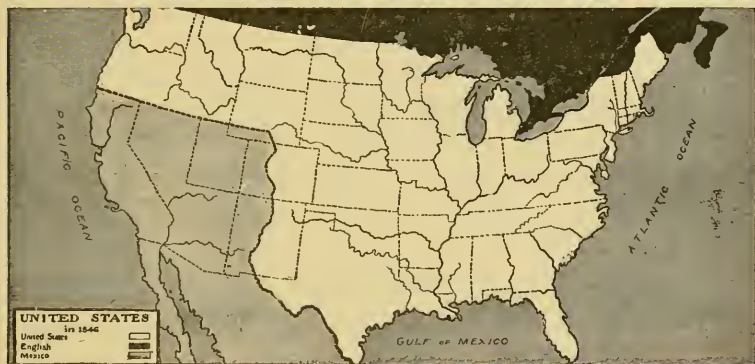 PACIFIC
OCEAN
ATLANTIC OCEAN
GULF OF MEXICO
UNITED STATES
in 1846
United States
English
Mexico